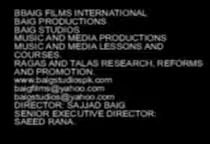 BBAIG FILMS INTERNATIONAL
BAIG PRODUCTIONS
BAIG STUDIOS
MUSIC AND MEDIA PRODUCTIONS
MUSIC AND MEDIA LESSONS AND
COURSES.
RAGAS AND TALAS RESEARCH, REFORMS
AND PROMOTION.
www.baigstudiospk.com
baigfilms@yahoo.com
baigstudios@yahoo.com
DIRECTOR: SAJJAD BAIG.
SENIOR EXECUTIVE DIRECTOR:
SAEED RANA.